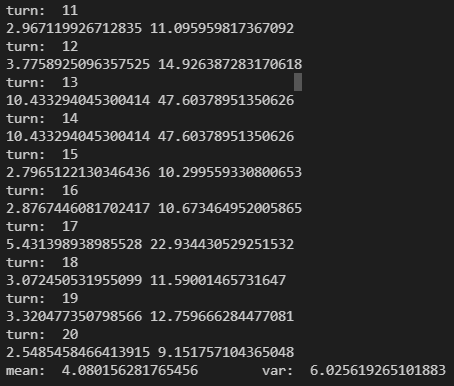 turn:  11
2.967119926712835 11.095959817367092
turn:  12
3.7758925096357525 14.926387283170618
turn:  13
10.433294045300414 47.60378951350626
turn:  14
10.433294045300414 47.60378951350626
turn:  15
2.7965122130346436 10.299559330800653
turn:  16
2.8767446081702417 10.673464952005865
turn:  17
5.431398938985528 22.934430529251532
turn:  18
3.072450531955099 11.59001465731647
turn:  19
3.320477350798566 12.759666284477081
turn:  20
2.5485458466413915 9.151757104365048
mean:  4.080156281765456        var:  6.025619265101883